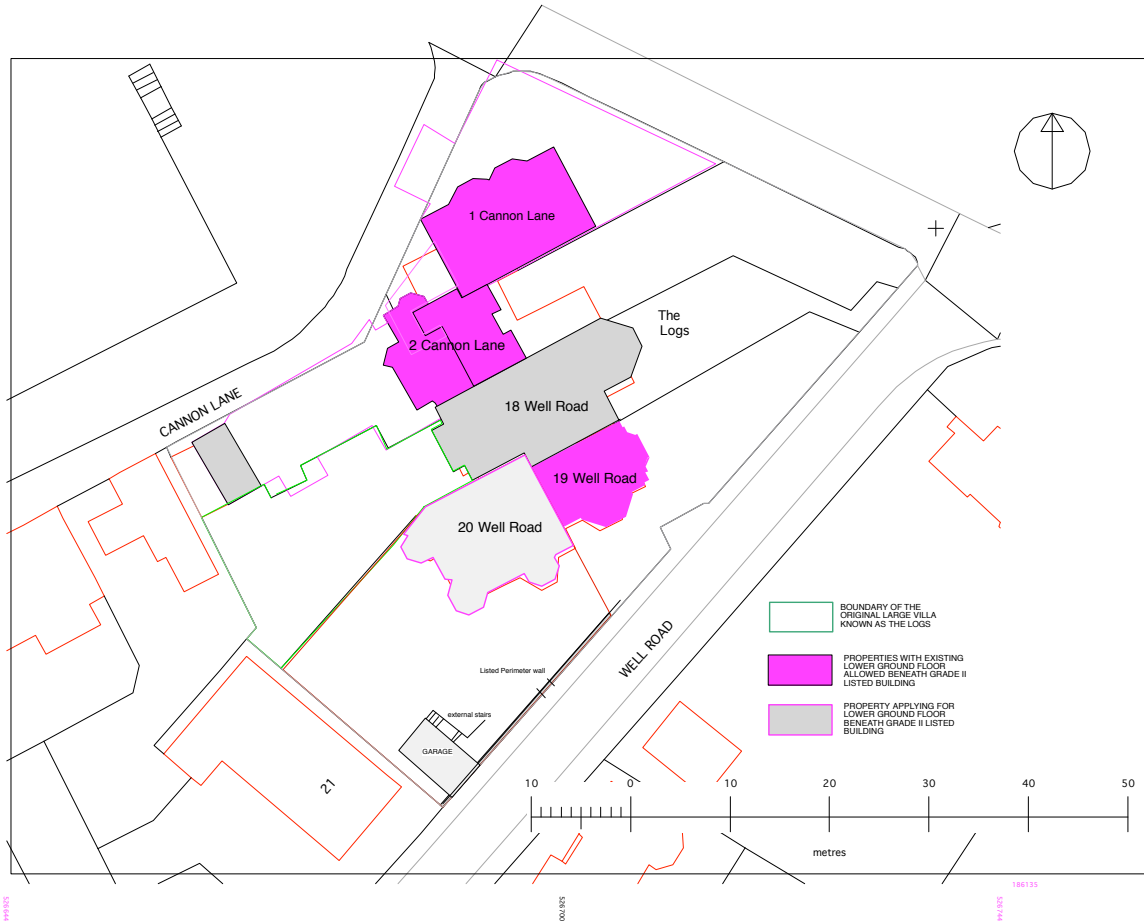 1 Cannon Lane
The
Logs
2 Cannon Lane
CANNON LANE
18 Well Road
19 Well Road
20 Well Road
BOUNDARY OF THE
ORIGINAL LARGE VILLA
KNOWN AS THE LOGS
WELL ROAD
PROPERTIES WITH EXISTING
LOWER GROUND FLOOR
ALLOWED BENEATH GRADE II
LISTED BUILDING
Listed Perimeter wall
PROPERTY APPLYING FOR
LOWER GROUND FLOOR
BENEATH GRADE II LISTED
BUILDING
external stairs
GARAGE
21
10 0 10 20 30 40 50
metres
186135
526644
526700
526744